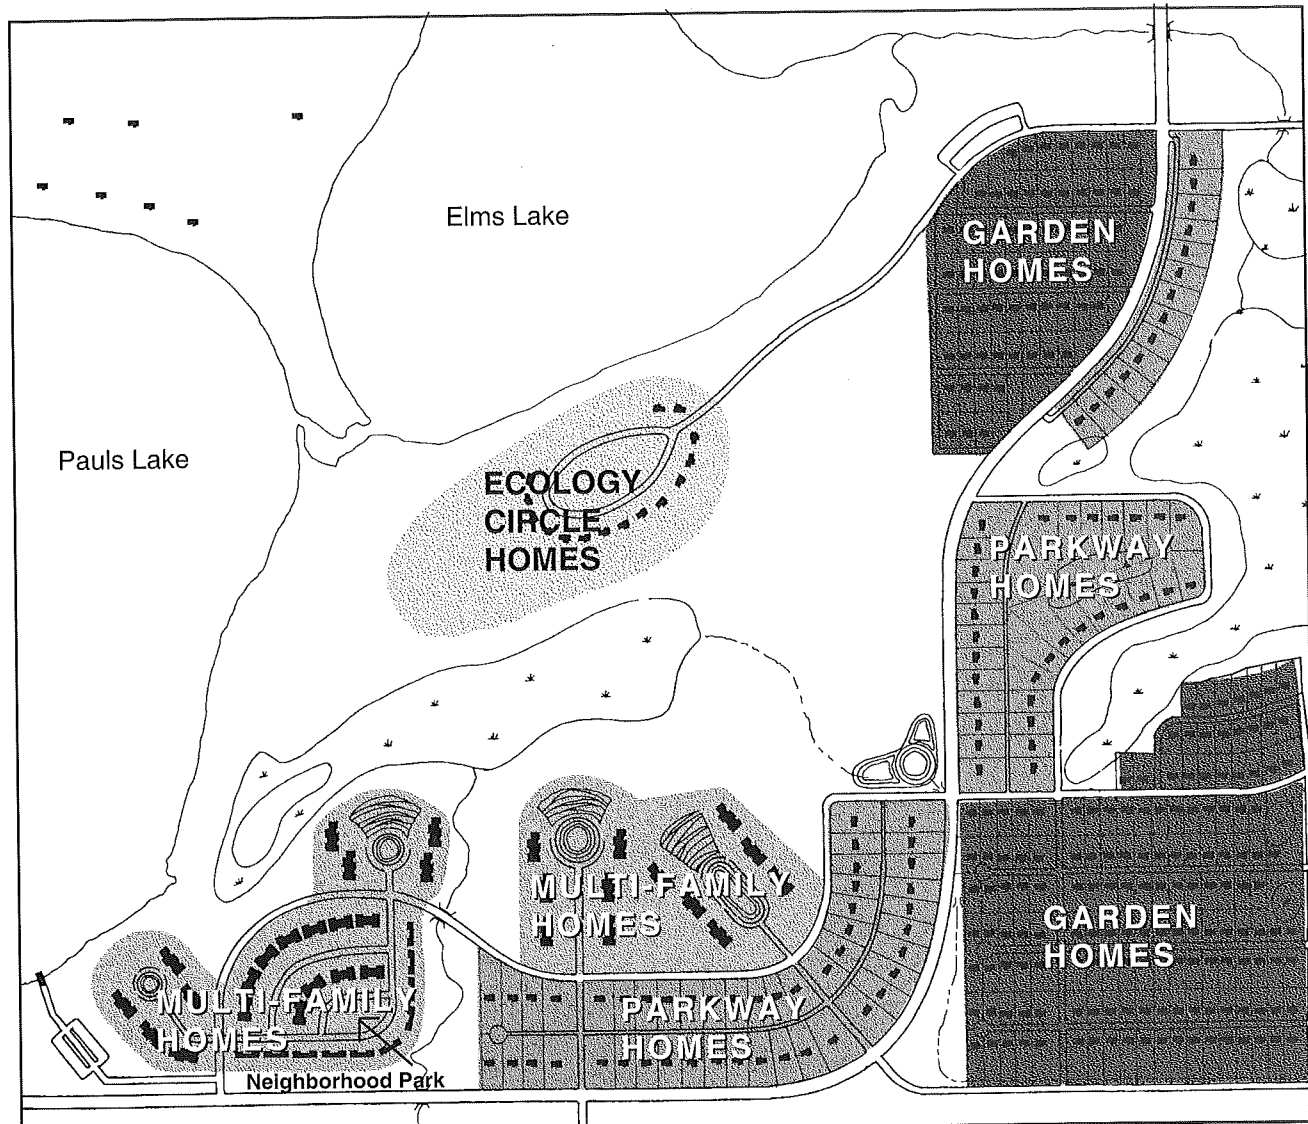 Elms Lake
GARDEN
HOMES
Pauls Lake
ECOLOGY
CIRCLE
HOMES
PARKWAY
HOMES
MULTI-FAMILY
HOMES
GARDEN
HOMES
MULTI-FAMILY
HOMES
PARKWAY
HOMES
Neighborhood Park